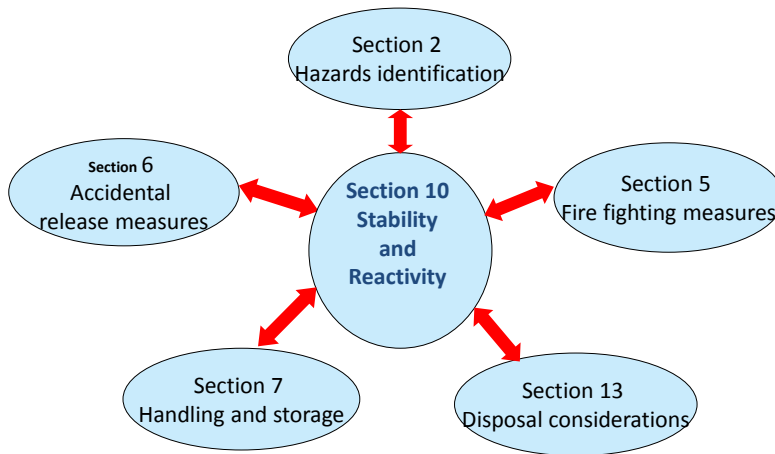 Section 2
Hazards identification
Section 6
Accidental
release measures
Section 10
Stability
and
Reactivity
Section 5
Fire fighting measures
Section 7
Handling and storage
Section 13
Disposal considerations